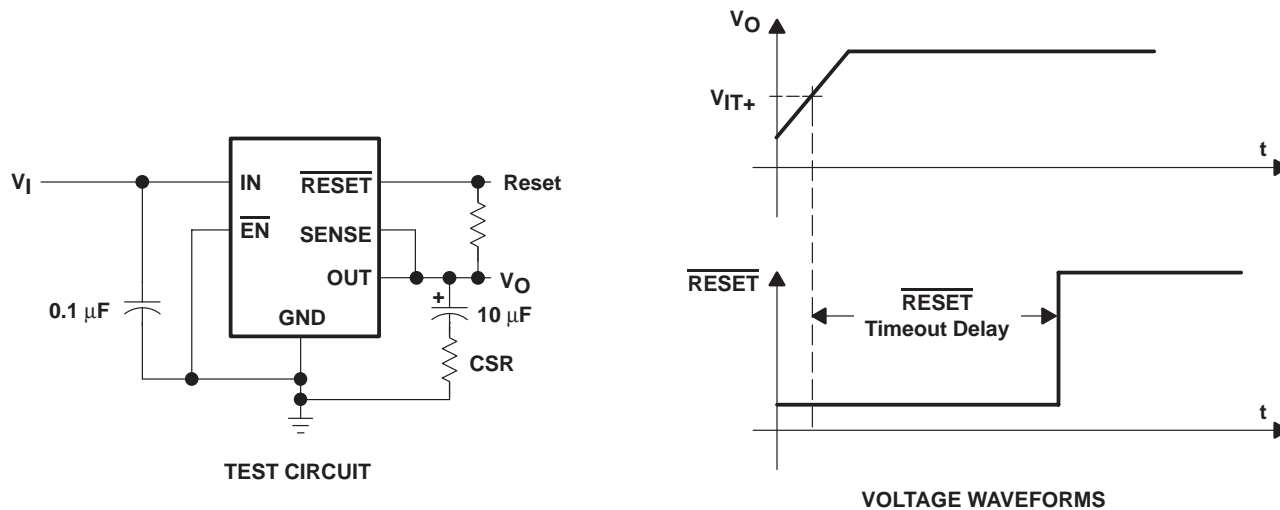 VI
IN
RESET
Reset
EN
SENSE
OUT
VO
0.1 μF
GND
+
10 μF
CSR
TEST CIRCUIT
VO
VIT+
t
RESET
RESET
Timeout Delay
t
VOLTAGE WAVEFORMS